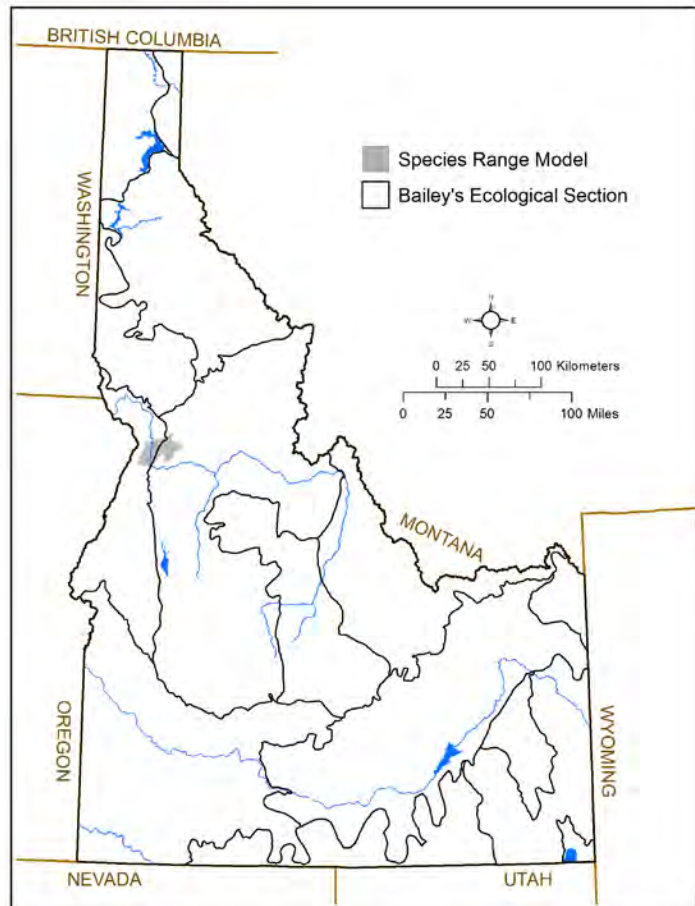 BRITISH COLUMBIA
WASHINGTON
Species Range Model
Bailey's Ecological Section
N
W E
S
0 25 50 100 Kilometers
0 25 50 100 Miles
MONTANA
OREGON
WYOMING
NEVADA
UTAH